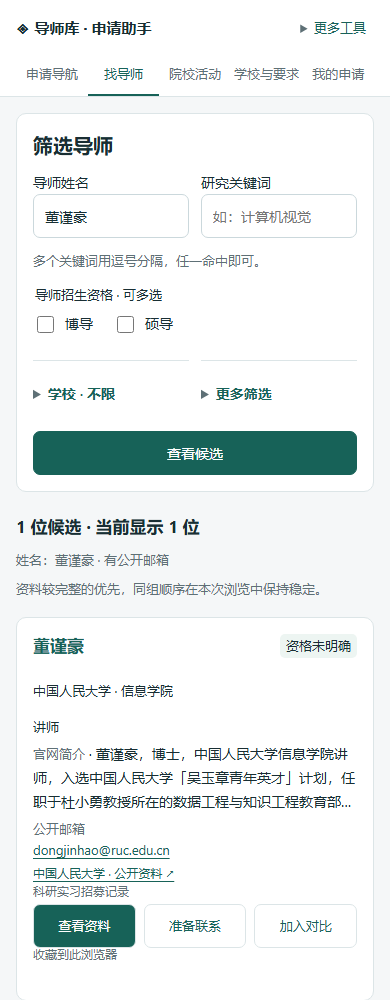 ◈ 导师库 · 申请助手
▶ 更多工具
申请导航 找导师 院校活动 学校与要求 我的申请
筛选导师
导师姓名
董谨豪
研究关键词
如：计算机视觉
多个关键词用逗号分隔，任一命中即可。
导师招生资格 · 可多选
博导 硕导
▶ 学校 · 不限
▶ 更多筛选
查看候选
1 位候选 · 当前显示 1 位
姓名：董谨豪 · 有公开邮箱
资料较完整的优先，同组顺序在本次浏览中保持稳定。
董谨豪
资格未明确
中国人民大学 · 信息学院
讲师
官网简介 · 董谨豪，博士，中国人民大学信息学院讲
师，入选中国人民大学「吴玉章青年英才」计划，任
职于杜小勇教授所在的数据工程与知识工程教育部...
公开邮箱
dongjinhao@ruc.edu.cn
中国人民大学 · 公开资料 ↗
科研实习招募记录
查看资料 准备联系 加入对比
收藏到此浏览器